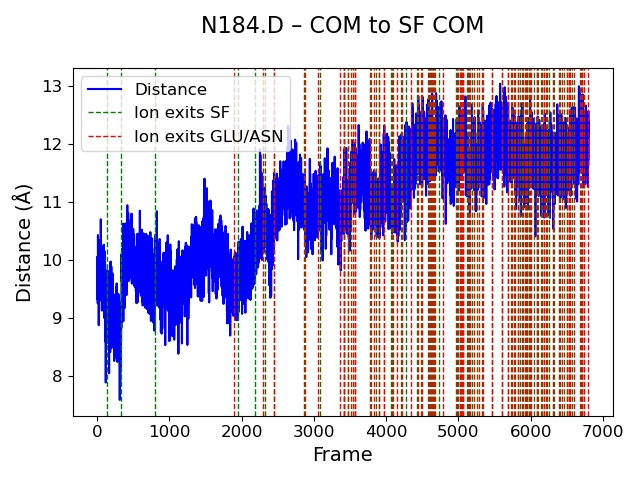 N184.D – COM to SF COM
Distance
Ion exits SF
Ion exits GLU/ASN
Distance (Å)
13
12
11
10
9
8
0 1000 2000 3000 4000 5000 6000 7000
Frame